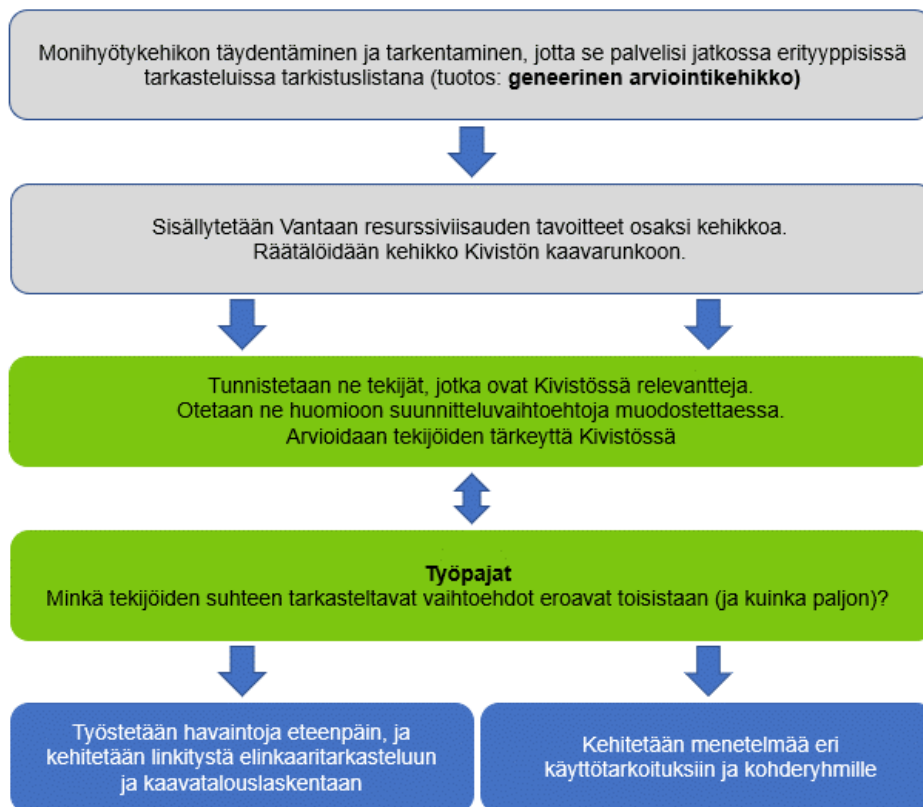 Monihyötykehikon täydentäminen ja tarkentaminen, jotta se palvelisi jatkossa erityyppisissä
tarkasteluissa tarkistuslistana (tuotos: geneerinen arviointikehikko)
Sisällytetään Vantaan resurssiviisauden tavoitteet osaksi kehikkoa.
Räätälöidään kehikko Kivistön kaavarunkoon.
Tunnistetaan ne tekijät, jotka ovat Kivistössä relevantteja.
Otetaan ne huomioon suunnitteluvaihtoehtoja muodostettaessa.
Arvioidaan tekijöiden tärkeyttä Kivistössä
Työpajat
Minkä tekijöiden suhteen tarkasteltavat vaihtoehdot eroavat toisistaan (ja kuinka paljon)?
Työstetään havaintoja eteenpäin, ja
kehitetään linkitystä elinkaaritarkasteluun
ja kaavatalouslaskentaan
Kehitetään menetelmää eri
käyttötarkoituksiin ja kohderyhmille